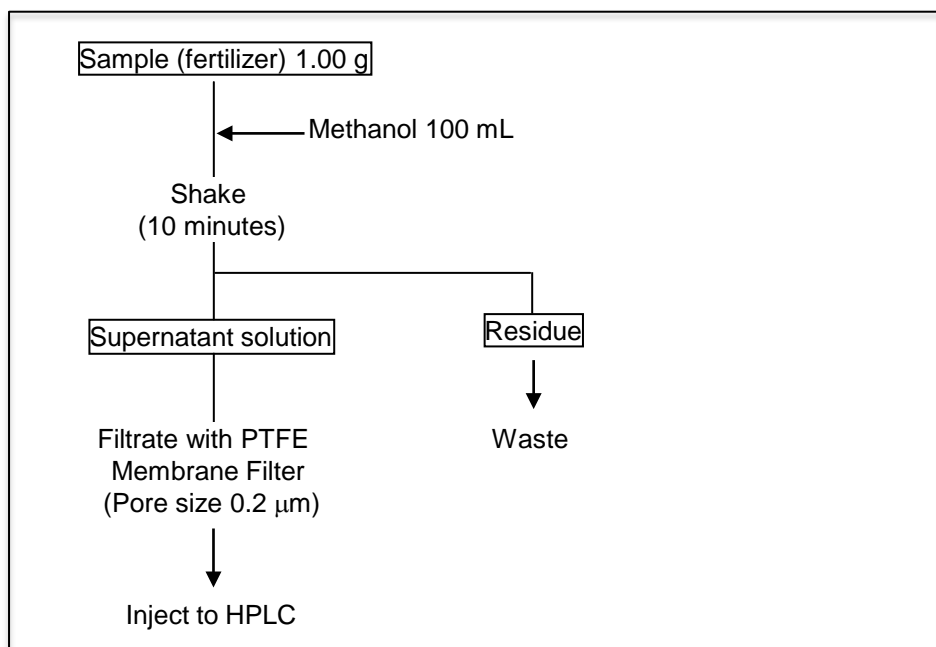 Sample (fertilizer) 1.00 g
Methanol 100 mL
Shake
(10 minutes)
Supernatant solution
Residue
Filtrate with PTFE
Membrane Filter
(Pore size 0.2 μm)
Waste
Inject to HPLC